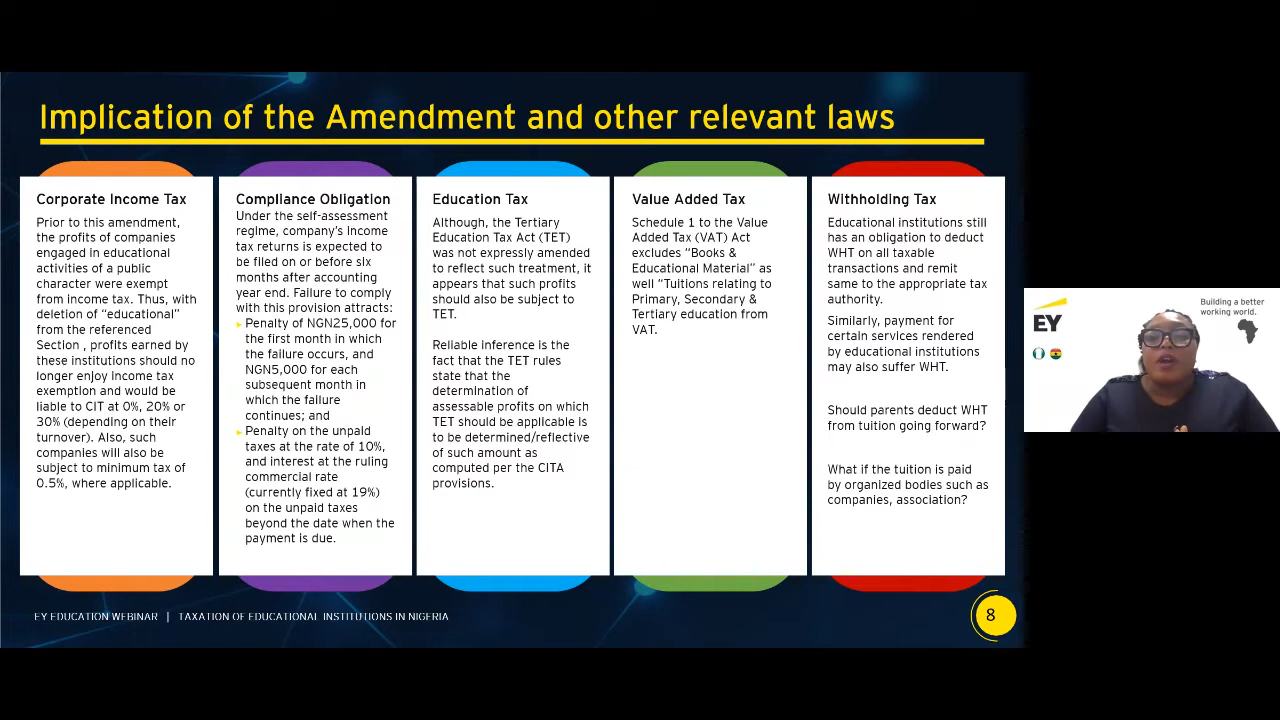 Implication of the Amendment and other relevant laws
Corporate Income Tax
Prior to this amendment,
the profits of companies
engaged in educational
activities of a public
character were exempt
from income tax. Thus, with
deletion of “educational”
from the referenced
Section , profits earned by
these institutions should no
longer enjoy income tax
exemption and would be
liable to CIT at 0%, 20% or
30% (depending on their
turnover). Also, such
companies will also be
subject to minimum tax of
0.5%, where applicable.
Compliance Obligation
Under the self-assessment
regime, company's income
tax returns is expected to
be filed on or before six
months after accounting
year end. Failure to comply
with this provision attracts:
Penalty of NGN25,000 for
the first month in which
the failure occurs, and
NGN5,000 for each
subsequent month in
which the failure
continues; and
Penalty on the unpaid
taxes at the rate of 10%,
and interest at the ruling
commercial rate
(currently fixed at 19%)
on the unpaid taxes
beyond the date when the
payment is due.
Education Tax
Although, the Tertiary
Education Tax Act (TET)
was not expressly amended
to reflect such treatment, it
appears that such profits
should also be subject to
TET.
Reliable inference is the
fact that the TET rules
state that the
determination of
assessable profits on which
TET should be applicable is
to be determined/reflective
of such amount as
computed per the CITA
provisions.
Value Added Tax
Schedule 1 to the Value
Added Tax (VAT) Act
excludes “Books &
Educational Material” as
well “Tuitions relating to
Primary, Secondary &
Tertiary education from
VAT.
Withholding Tax
Educational institutions still
has an obligation to deduct
WHT on all taxable
transactions and remit
same to the appropriate tax
authority.
Similarly, payment for
certain services rendered
by educational institutions
may also suffer WHT.
Should parents deduct WHT
from tuition going forward?
What if the tuition is paid
by organized bodies such as
companies, association?
EY EDUCATION WEBINAR | TAXATION OF EDUCATIONAL INSTITUTIONS IN NIGERIA
8
EY
Building a better
working world.